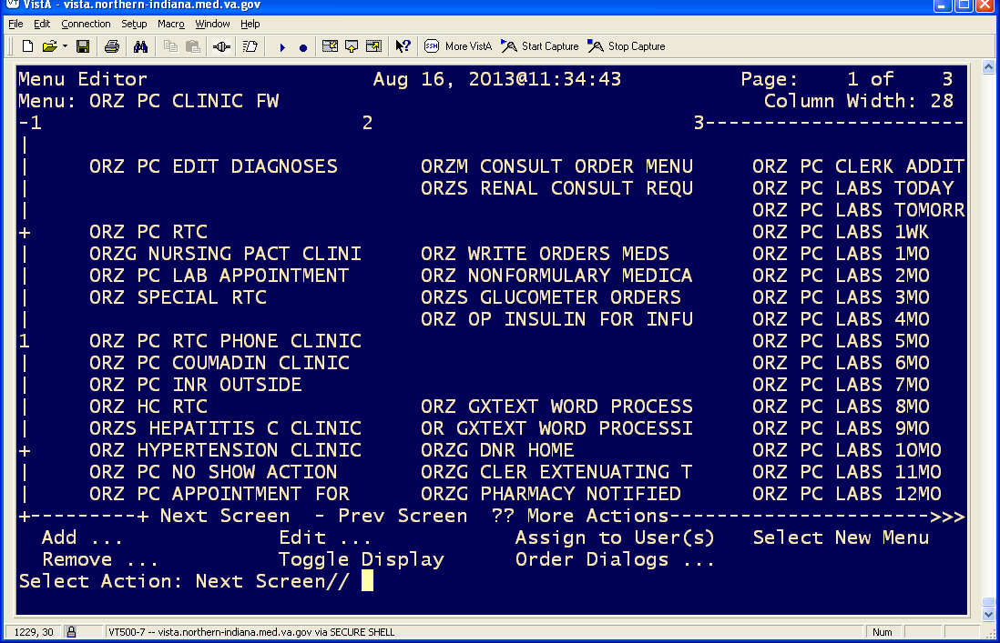 VistA - vista.northern-indiana.med.va.gov
File Edit Connection Setup Macro Window Help
SSH More VistA Start Capture Stop Capture
Menu Editor Aug 16, 2013@11:34:43 Page: 1 of 3
Menu: ORZ PC CLINIC FW Column Width: 28
-1 2 3----------------------
|
| ORZ PC EDIT DIAGNOSES ORZM CONSULT ORDER MENU ORZ PC CLERK ADDIT
| ORZS RENAL CONSULT REQU ORZ PC LABS TODAY
| ORZ PC LABS TOMORR
+ ORZ PC RTC ORZ PC LABS 1WK
| ORZG NURSING PACT CLINI ORZ WRITE ORDERS MEDS ORZ PC LABS 1MO
| ORZ PC LAB APPOINTMENT ORZ NONFORMULARY MEDICA ORZ PC LABS 2MO
| ORZ SPECIAL RTC ORZS GLUCOMETER ORDERS ORZ PC LABS 3MO
| ORZ OP INSULIN FOR INFU ORZ PC LABS 4MO
1 ORZ PC RTC PHONE CLINIC ORZ PC LABS 5MO
| ORZ PC COUMADIN CLINIC ORZ PC LABS 6MO
| ORZ PC INR OUTSIDE ORZ PC LABS 7MO
| ORZ HC RTC ORZ GXTEXT WORD PROCESS ORZ PC LABS 8MO
| ORZS HEPATITIS C CLINIC OR GXTEXT WORD PROCESSI ORZ PC LABS 9MO
+ ORZ HYPERTENSION CLINIC ORZG DNR HOME ORZ PC LABS 10MO
| ORZ PC NO SHOW ACTION ORZG CLER EXTENUATING T ORZ PC LABS 11MO
| ORZ PC APPOINTMENT FOR ORZG PHARMACY NOTIFIED ORZ PC LABS 12MO
+---------+ Next Screen - Prev Screen ?? More Actions----------------------->>>
Add ... Edit ... Assign to User(s) Select New Menu
Remove ... Toggle Display Order Dialogs ...
Select Action: Next Screen//
1229, 30 VT500-7 -- vista.northern-indiana.med.va.gov via SECURE SHELL Num